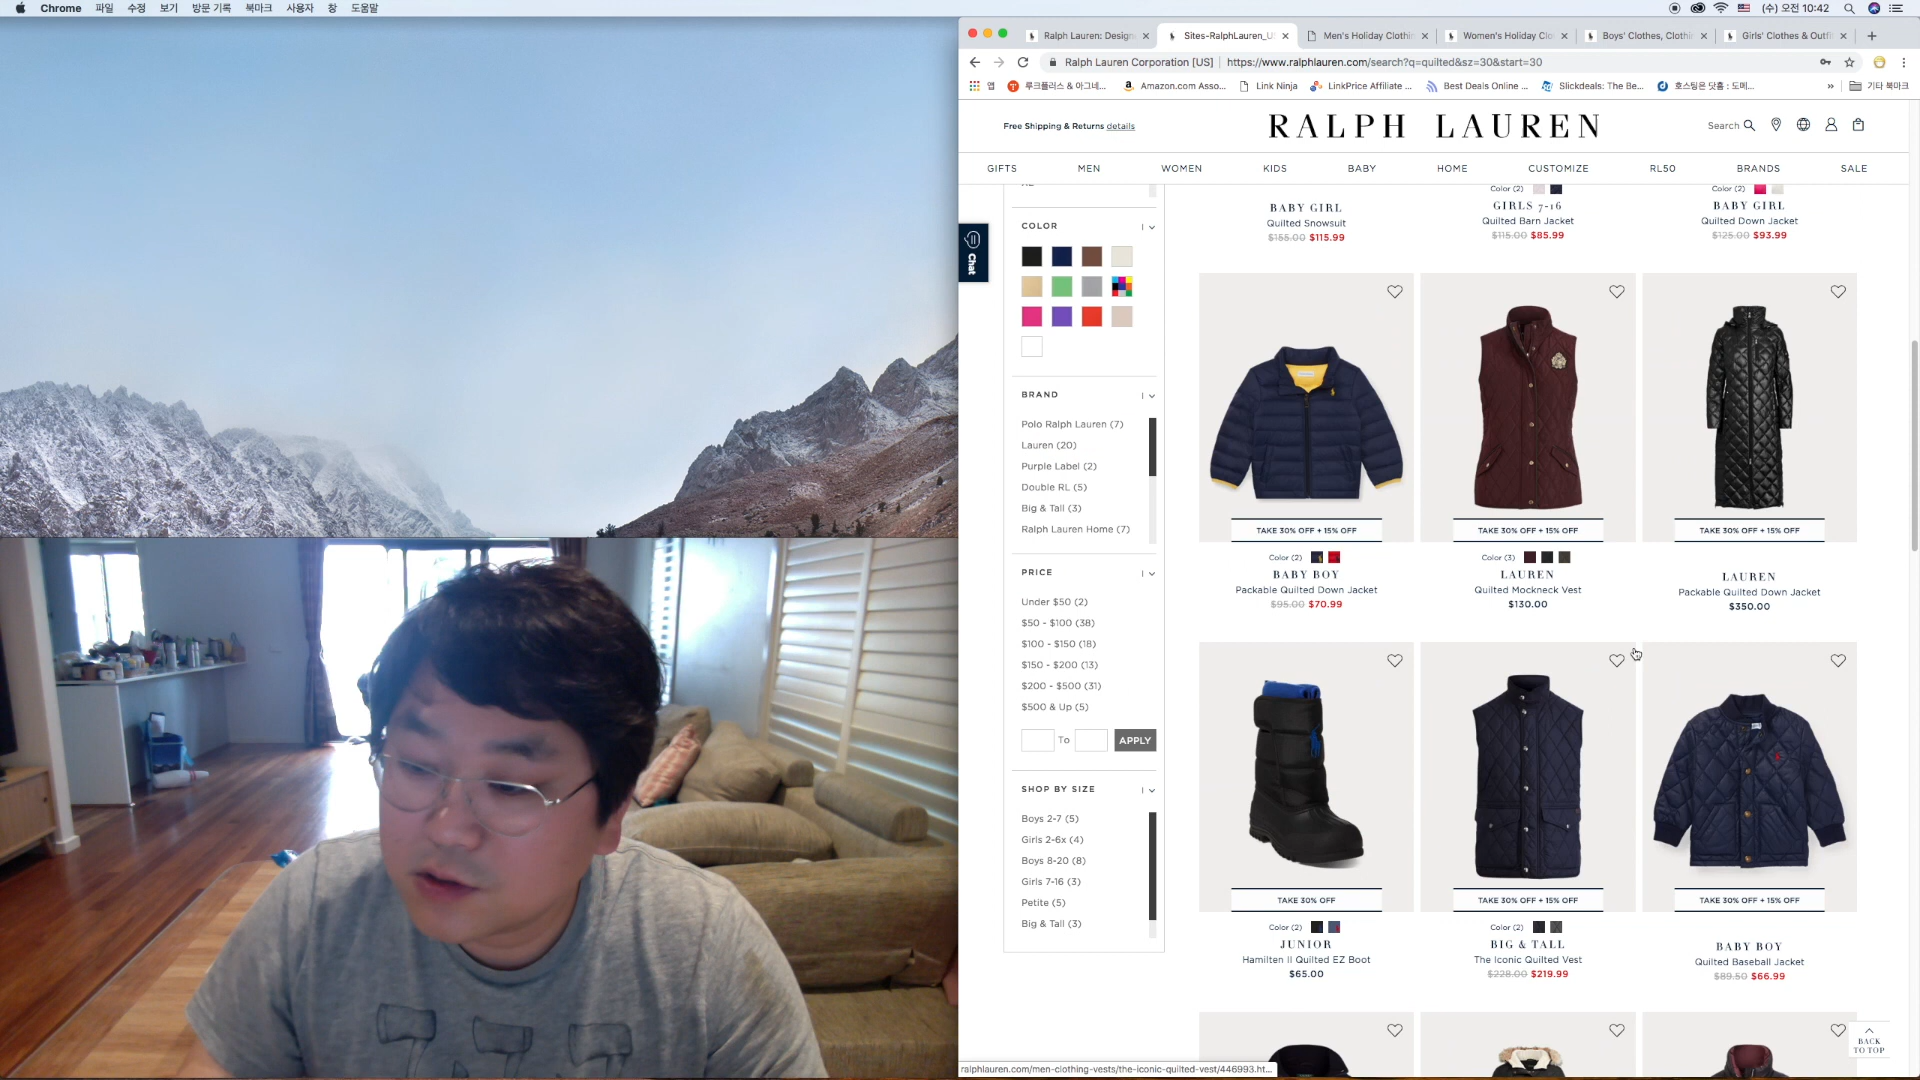 Chrome 파일 수정 보기 방문 기록 북마크 사용자 창 도움말
(수) 오전 10:42
Ralph Lauren: Design
Sites-RalphLauren_U
Men's Holiday Clothin
Women's Holiday Clo
Boys' Clothes, Clothin
Girls' Clothes & Outfi
Ralph Lauren Corporation [US] https://www.ralphlauren.com/search?q=quilted&sz=30&start=30
앱 루크플러스 & 아그네... Amazon.com Asso... Link Ninja LinkPrice Affiliate ... Best Deals Online ... Slickdeals: The Be... 호스팅은 닷홈 : 도메... » 기타 북마크
Free Shipping & Returns details
RALPH LAUREN
Search
GIFTS MEN WOMEN KIDS BABY HOME CUSTOMIZE RL50 BRANDS SALE
Chat
COLOR
BRAND
Polo Ralph Lauren (7)
Lauren (20)
Purple Label (2)
Double RL (5)
Big & Tall (3)
Ralph Lauren Home (7)
PRICE
Under $50 (2)
$50 - $100 (38)
$100 - $150 (18)
$150 - $200 (13)
$200 - $500 (31)
$500 & Up (5)
To APPLY
SHOP BY SIZE
Boys 2-7 (5)
Girls 2-6x (4)
Boys 8-20 (8)
Girls 7-16 (3)
Petite (5)
Big & Tall (3)
BABY GIRL
Quilted Snowsuit
$155.00 $115.99
Color (2)
GIRLS 7-16
Quilted Barn Jacket
$115.00 $85.99
Color (2)
BABY GIRL
Quilted Down Jacket
$125.00 $93.99
TAKE 30% OFF + 15% OFF
Color (2)
BABY BOY
Packable Quilted Down Jacket
$95.00 $70.99
TAKE 30% OFF + 15% OFF
Color (3)
LAUREN
Quilted Mockneck Vest
$130.00
TAKE 30% OFF + 15% OFF
LAUREN
Packable Quilted Down Jacket
$350.00
TAKE 30% OFF
Color (2)
JUNIOR
Hamilten II Quilted EZ Boot
$65.00
TAKE 30% OFF + 15% OFF
Color (2)
BIG & TALL
The Iconic Quilted Vest
$228.00 $219.99
TAKE 30% OFF + 15% OFF
BABY BOY
Quilted Baseball Jacket
$89.50 $66.99
BACK
TO TOP
ralphlauren.com/men-clothing-vests/the-iconic-quilted-vest/446993.ht...